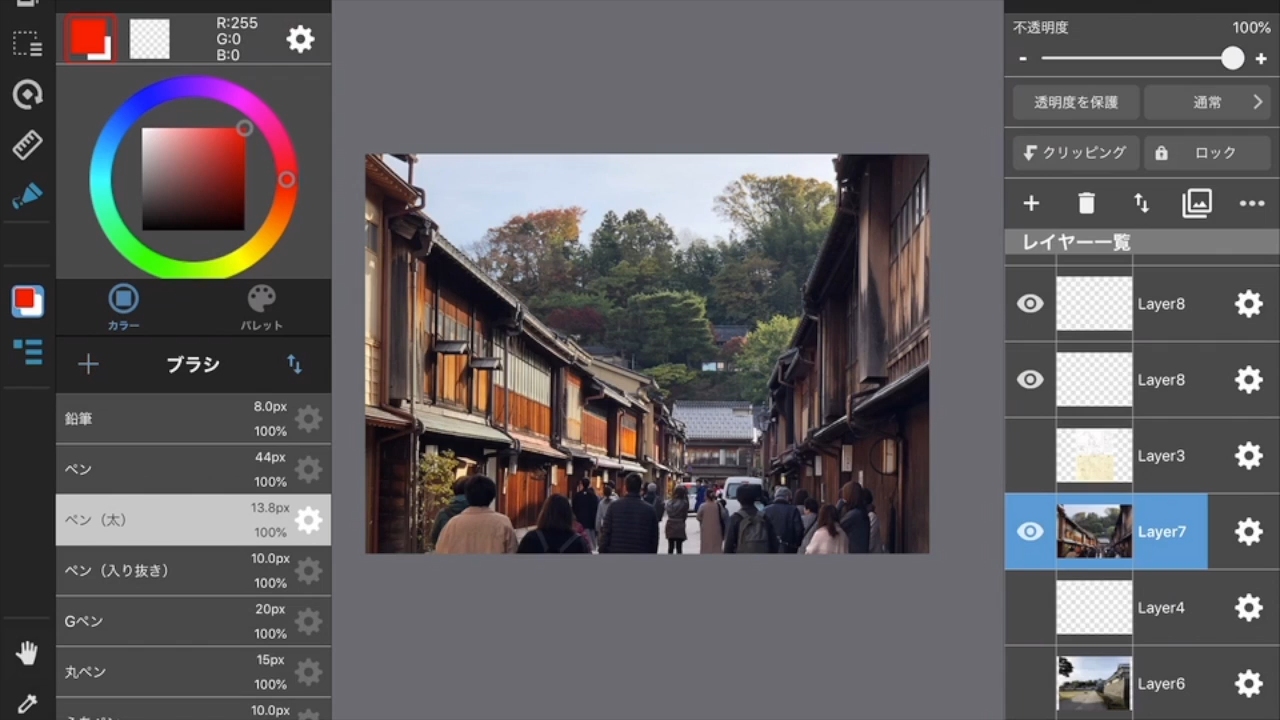 R:255
G:0
B:0
カラー
パレット
ブラシ
鉛筆
8.0px
100%
ペン
44px
100%
ペン（太）
13.8px
100%
ペン（入り抜き）
10.0px
100%
Gペン
20px
100%
丸ペン
15px
100%
10.0px
不透明度
100%
透明度を保護
通常
クリッピング
ロック
レイヤー一覧
Layer8
Layer8
Layer3
Layer7
Layer4
Layer6